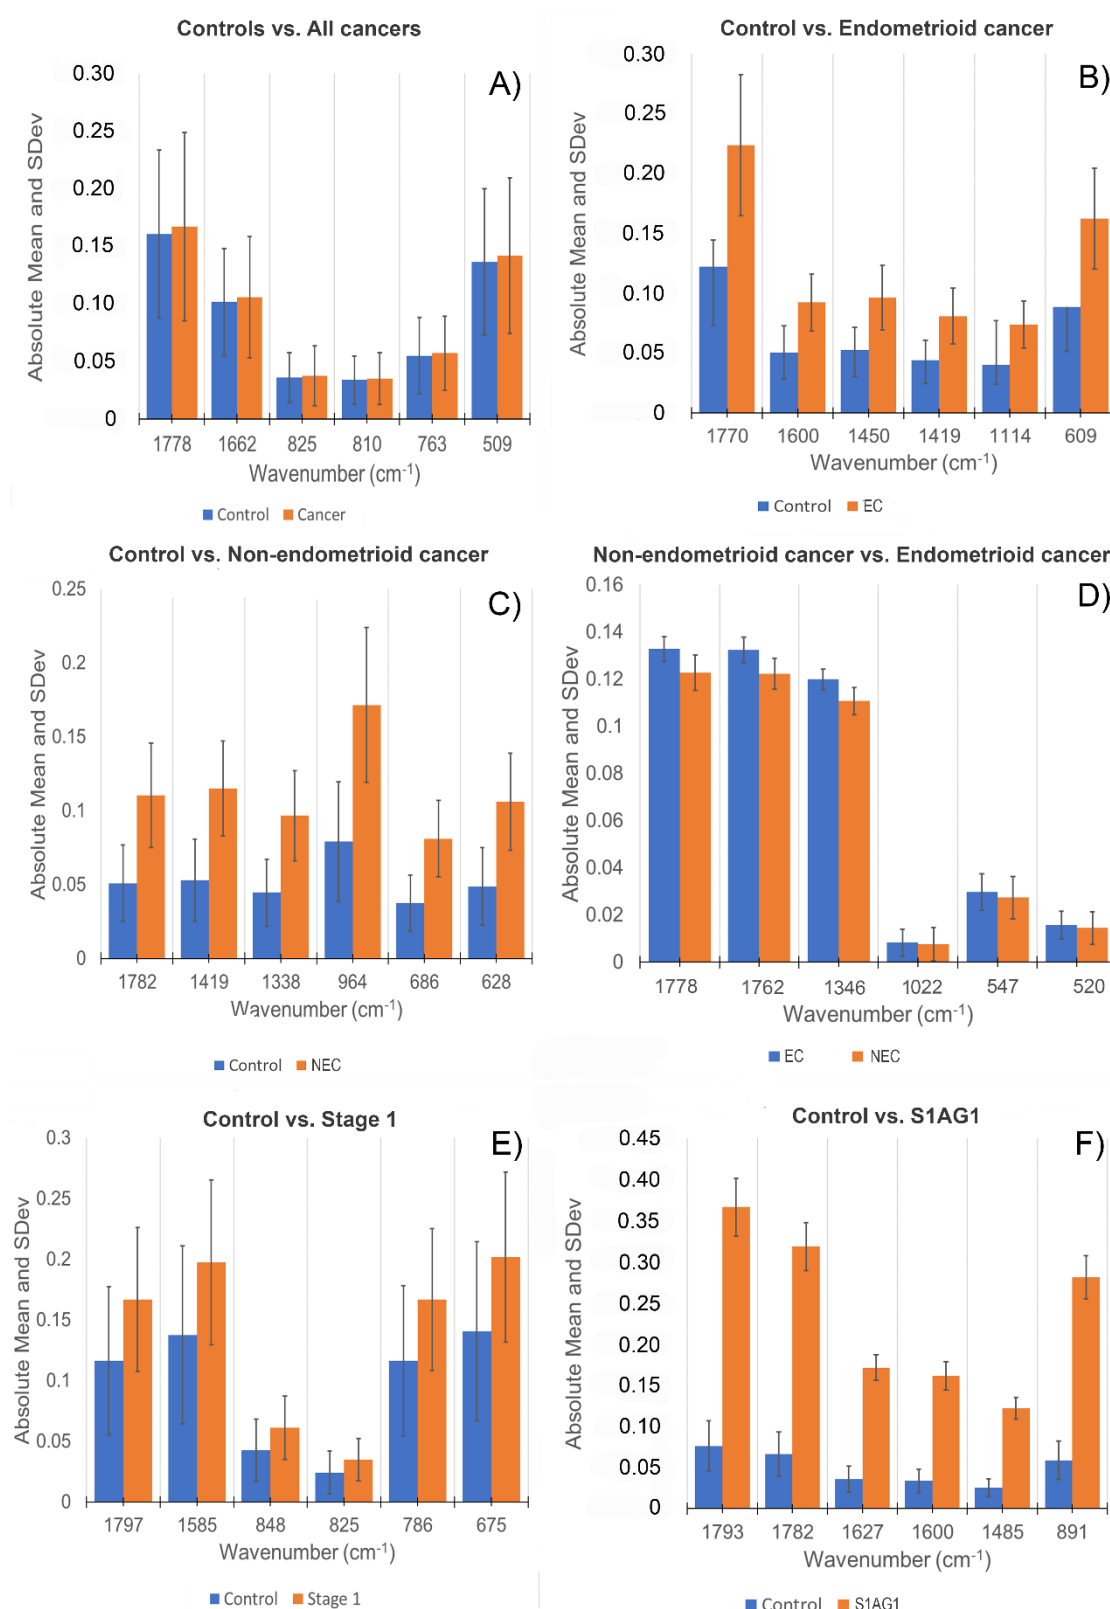 Controls vs. All cancers
A)
Absolute Mean and SDev
0.30
0.25
0.20
0.15
0.10
0.05
0
1778 1662 825 810 763 509
Wavenumber (cm-1)
Control Cancer
Control vs. Endometrioid cancer
B)
Absolute Mean and SDev
0.30
0.25
0.20
0.15
0.10
0.05
0
1770 1600 1450 1419 1114 609
Wavenumber (cm-1)
Control EC
Control vs. Non-endometrioid cancer
C)
Absolute Mean and SDev
0.25
0.2
0.15
0.1
0.05
0
1782 1419 1338 964 686 628
Wavenumber (cm-1)
Control NEC
Non-endometrioid cancer vs. Endometrioid cancer
D)
Absolute Mean and SDev
0.16
0.14
0.12
0.1
0.08
0.06
0.04
0.02
0
1778 1762 1346 1022 547 520
Wavenumber (cm-1)
EC NEC
Control vs. Stage 1
E)
Absolute Mean and SDev
0.3
0.25
0.2
0.15
0.1
0.05
0
1797 1585 848 825 786 675
Wavenumber (cm-1)
Control Stage 1
Control vs. S1AG1
F)
Absolute Mean and SDev
0.45
0.40
0.35
0.30
0.25
0.20
0.15
0.10
0.05
0
1793 1782 1627 1600 1485 891
Wavenumber (cm-1)
Control S1AG1